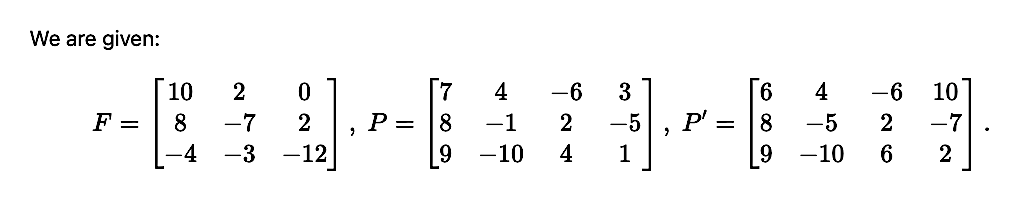 We are given:
10 2 0 7 4 −6 3 6 4 −6 10
F = 8 −7 2 , P = 8 −1 2 −5 , P′ = 8 −5 2 −7 .
−4 −3 −12 9 −10 4 1 9 −10 6 2